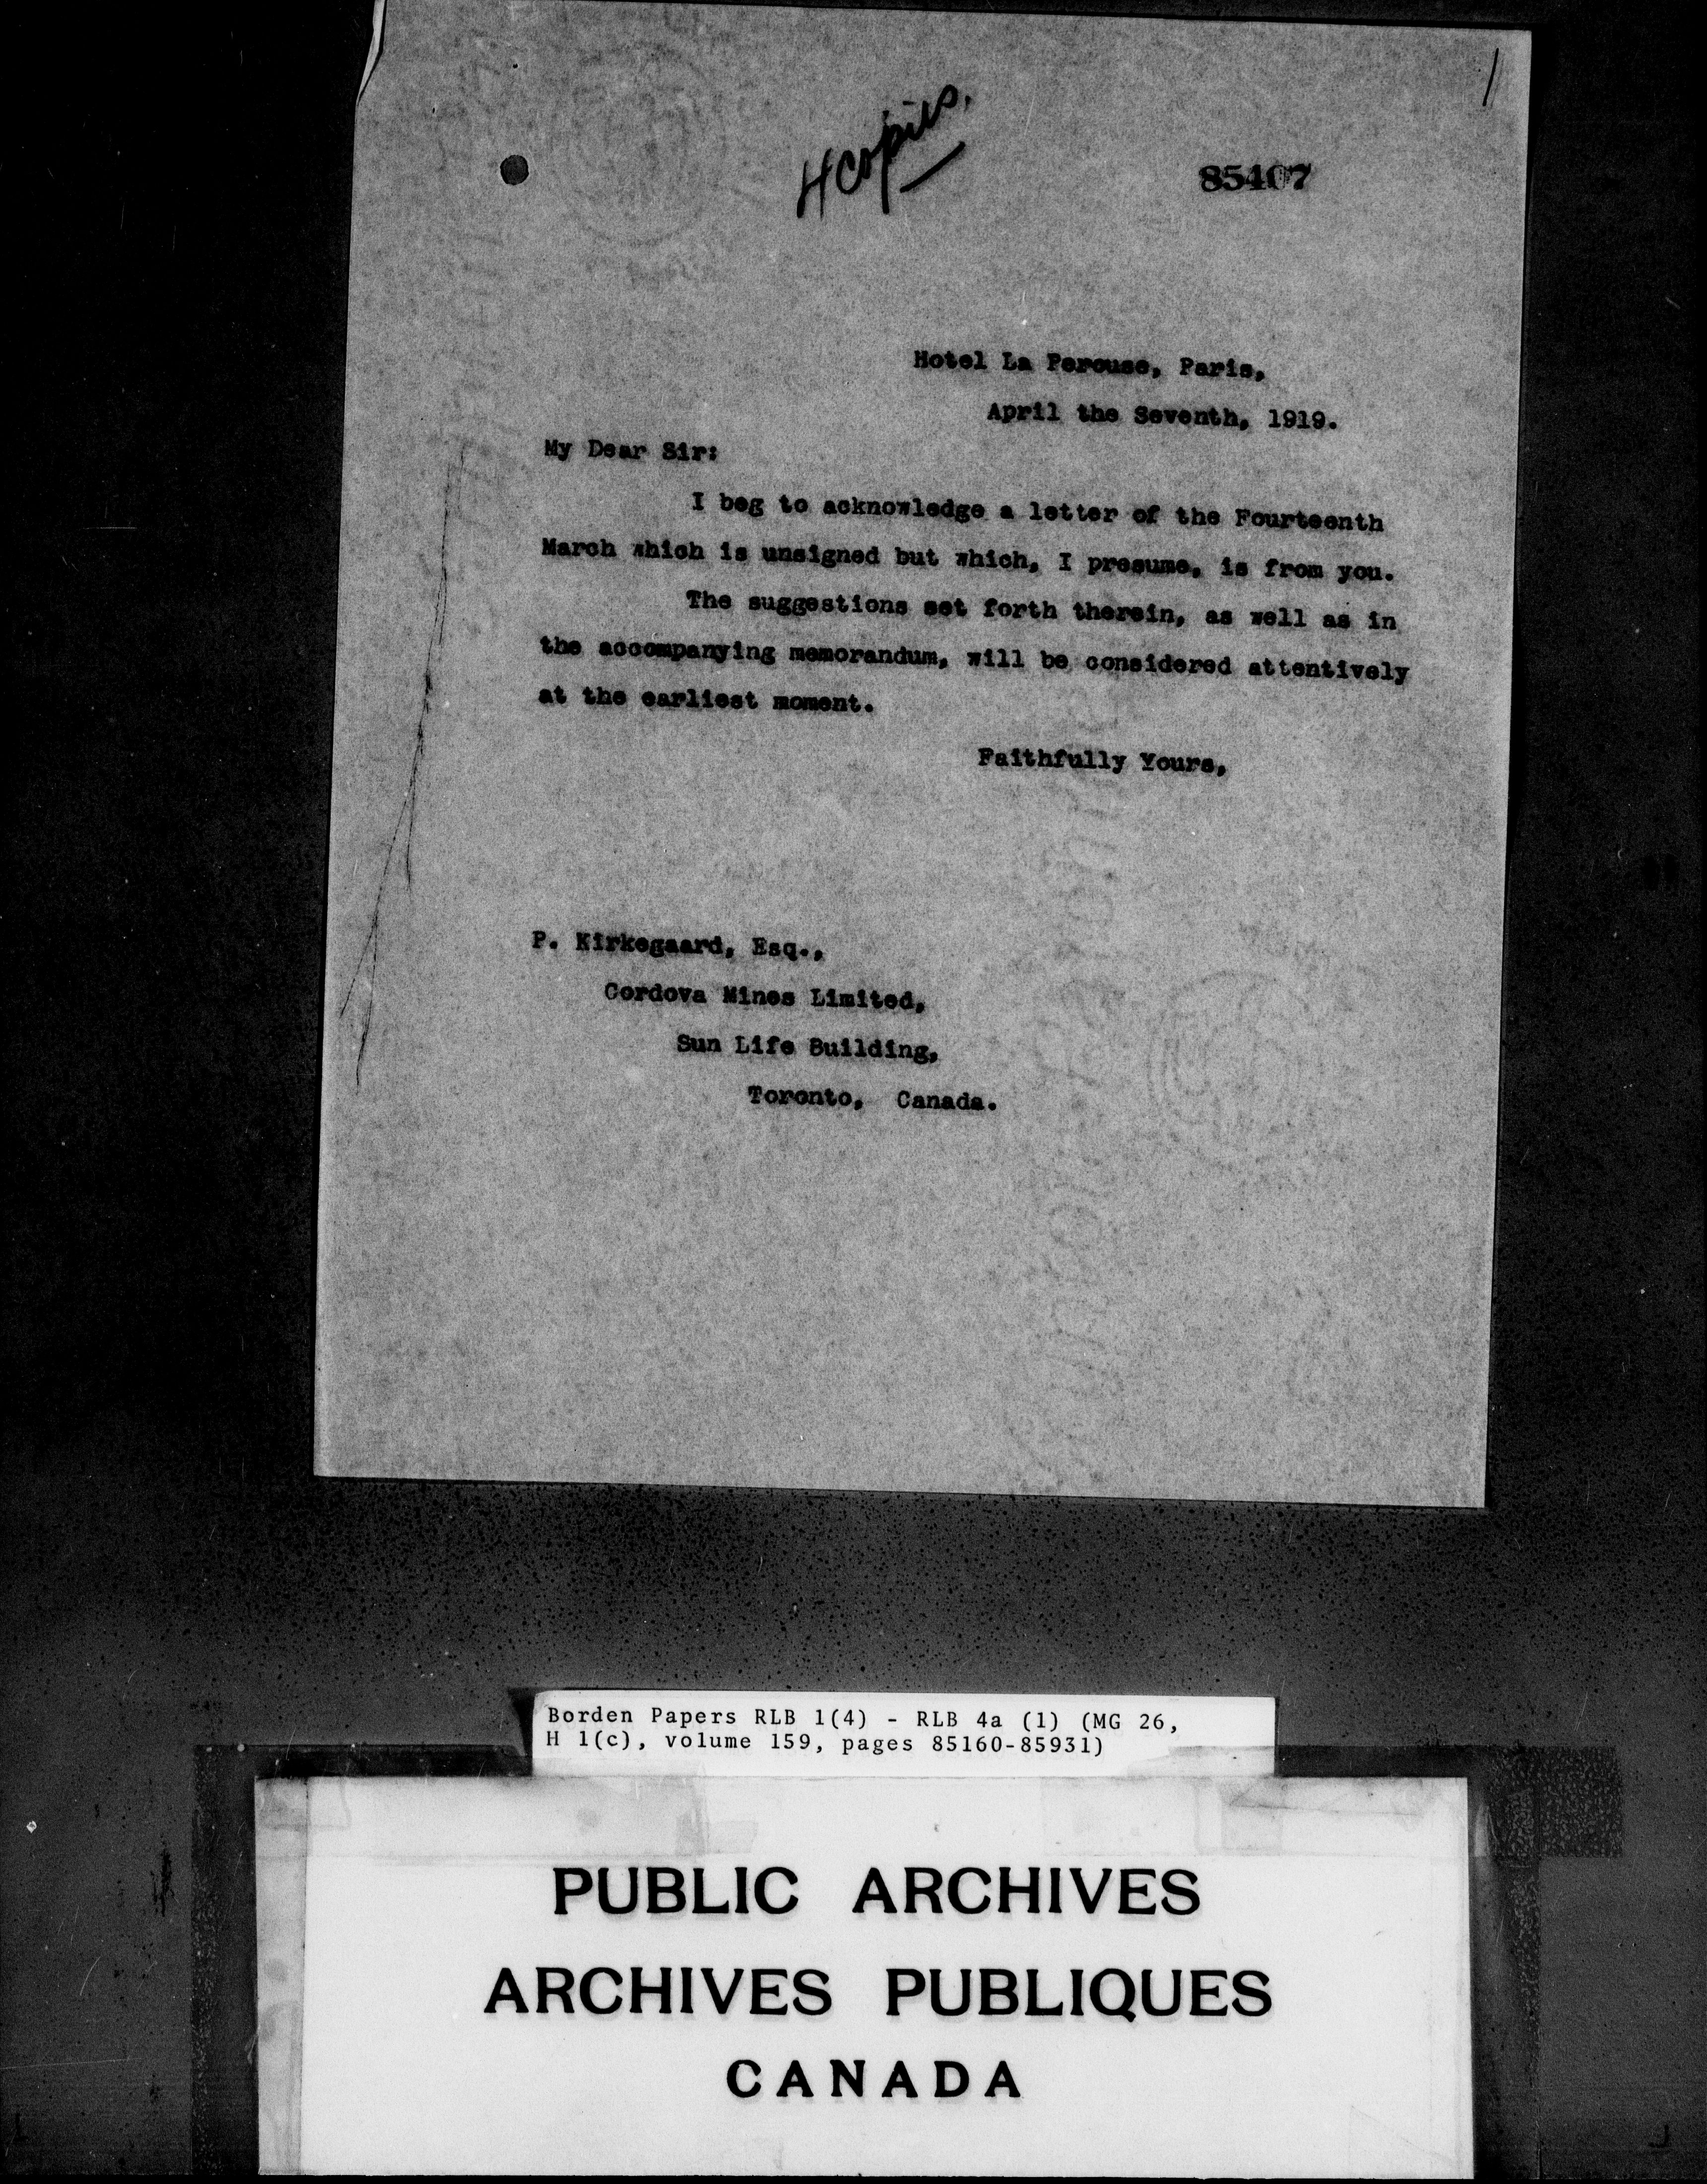 4 copies.
85407
Hotel La Perouse, Paris,
April the Seventh, 1919.
My Dear Sir:
I beg to acknowledge a letter of the Fourteenth
March which is unsigned but which, I presume, is from you.
The suggestions set forth therein, as well as in
the accompanying memorandum, will be considered attentively
at the earliest moment.
Faithfully Yours,
P. Kirkegaard, Esq.,
Cordova Mines Limited,
Sun Life Building,
Toronto, Canada.
Borden Papers RLB 1(4) - RLB 4a (1) (MG 26,
H 1(c), volume 159, pages 85160-85931)
PUBLIC ARCHIVES
ARCHIVES PUBLIQUES
CANADA